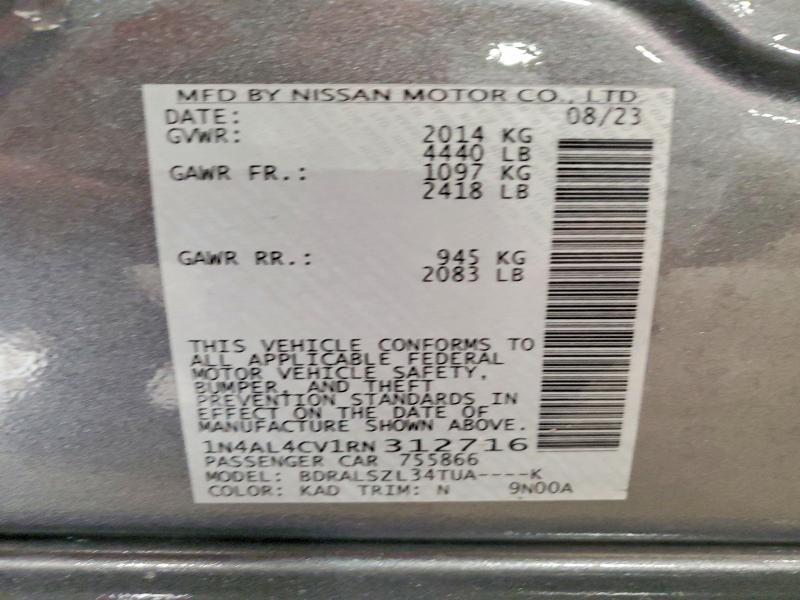 MFD BY NISSAN MOTOR CO., LTD
DATE: 08/23
GVWR: 2014 KG
4440 LB
GAWR FR.: 1097 KG
2418 LB
GAWR RR.: 945 KG
2083 LB
THIS VEHICLE CONFORMS TO
ALL APPLICABLE FEDERAL
MOTOR VEHICLE SAFETY,
BUMPER, AND THEFT
PREVENTION STANDARDS IN
EFFECT ON THE DATE OF
MANUFACTURE SHOWN ABOVE.
1N4AL4CV1RN312716
PASSENGER CAR 755866
MODEL: BDRALSZL34TUA----K
COLOR: KAD TRIM: N 9N00A